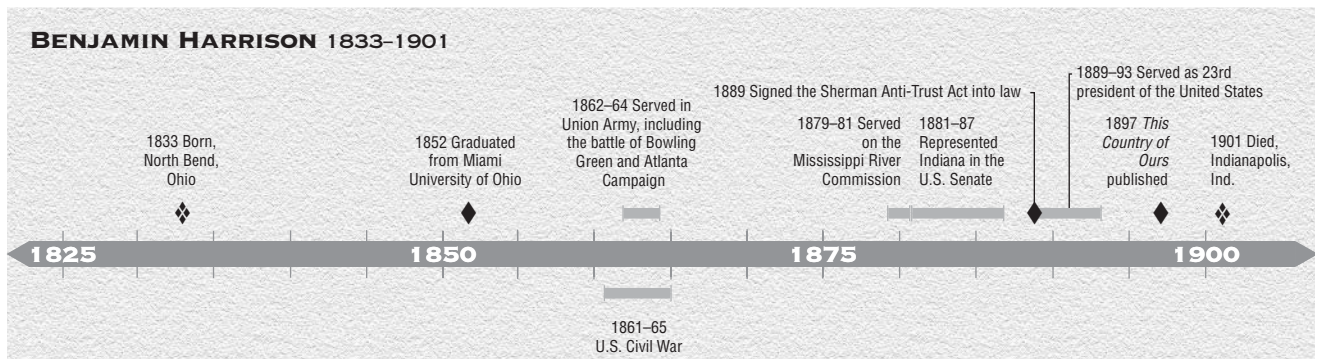 BENJAMIN HARRISON 1833–1901
1833 Born,
North Bend,
Ohio
1852 Graduated
from Miami
University of Ohio
1862–64 Served in
Union Army, including
the battle of Bowling
Green and Atlanta
Campaign
1889 Signed the Sherman Anti-Trust Act into law
1879–81 Served
on the
Mississippi River
Commission
1881–87
Represented
Indiana in the
U.S. Senate
1889–93 Served as 23rd
president of the United States
1897 This
Country of
Ours
published
1901 Died,
Indianapolis,
Ind.
1825
1850
1875
1900
1861–65
U.S. Civil War